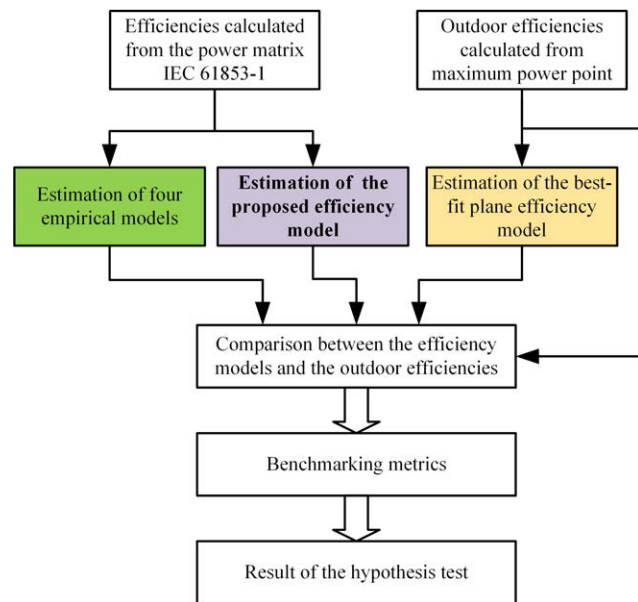 Efficiencies calculated
from the power matrix
IEC 61853-1
Outdoor efficiencies
calculated from
maximum power point
Estimation of four
empirical models
Estimation of the
proposed efficiency
model
Estimation of the best-
fit plane efficiency
model
Comparison between the efficiency
models and the outdoor efficiencies
Benchmarking metrics
Result of the hypothesis test